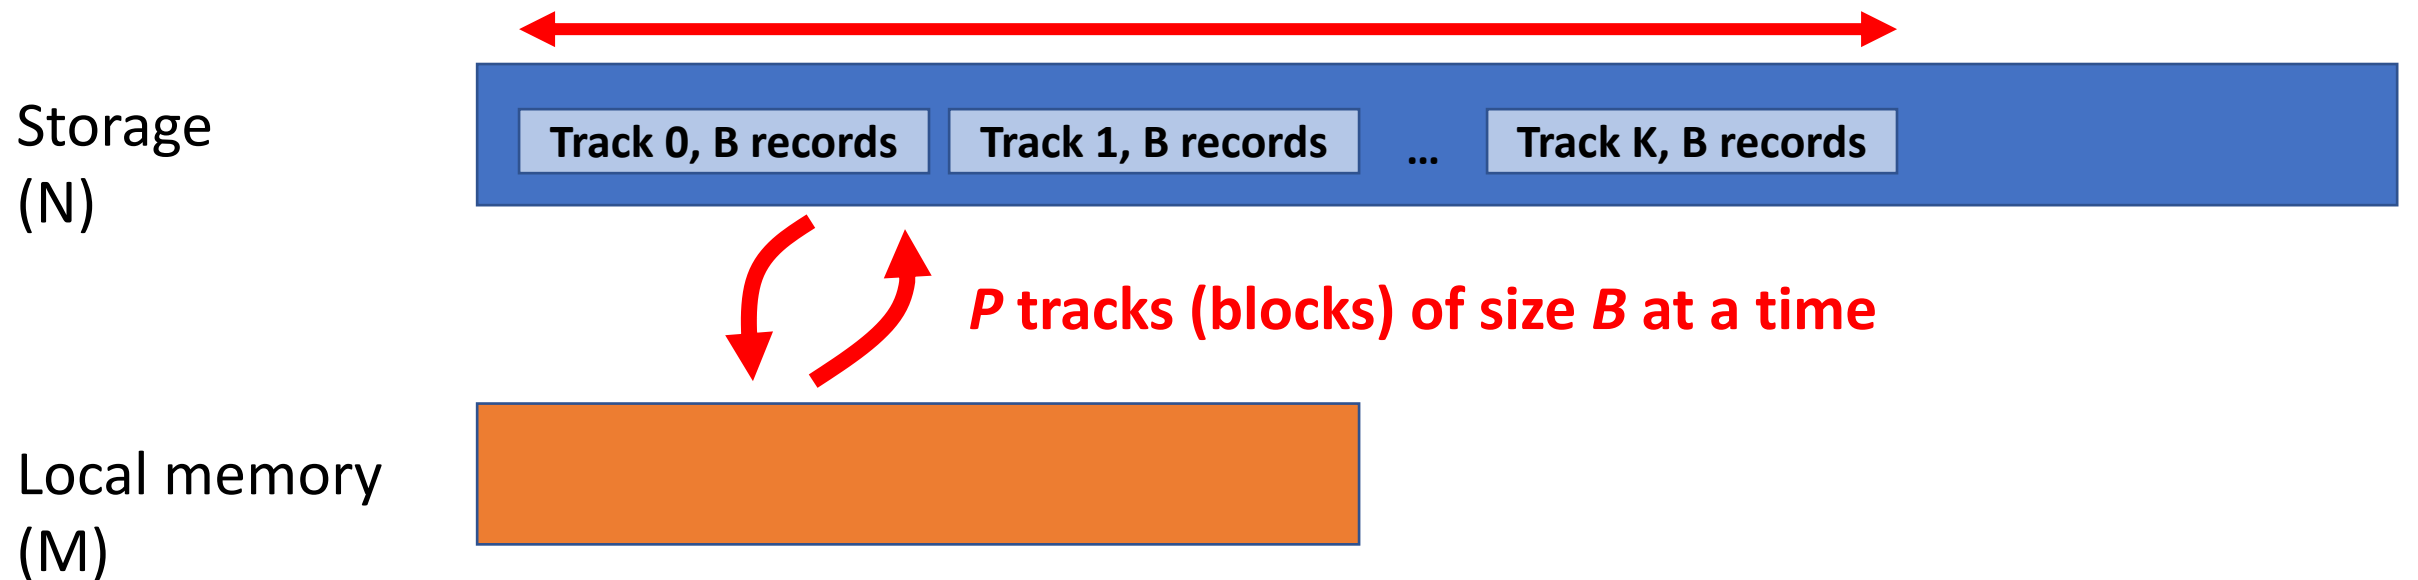 Storage
(N)
Track 0, B records
Track 1, B records
...
Track K, B records
P tracks (blocks) of size B at a time
Local memory
(M)